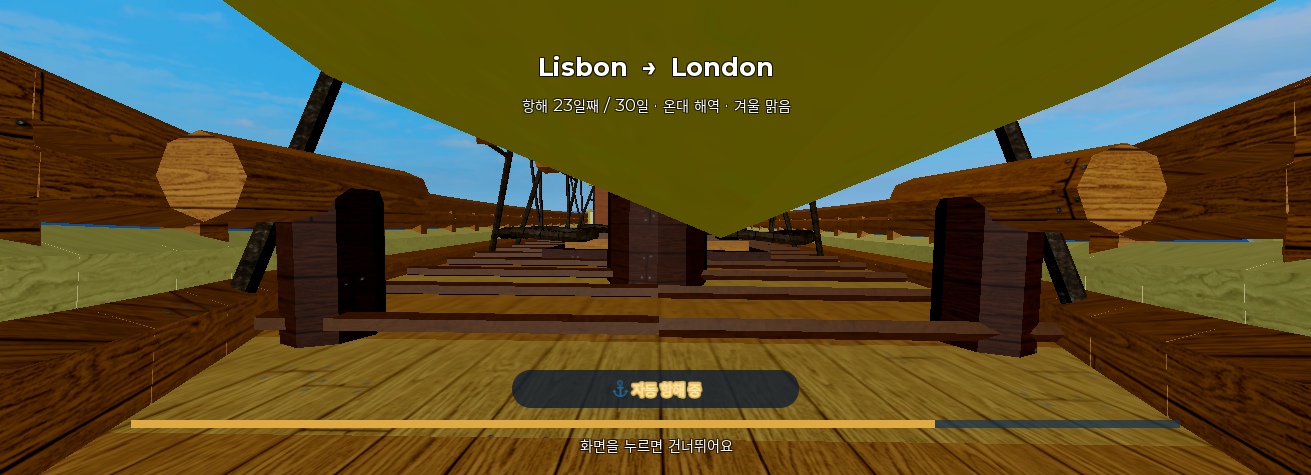 Lisbon → London
항해 23일째 / 30일 · 온대 해역 · 겨울 맑음
⚓ 자동 항해 중
화면을 누르면 건너뛰어요